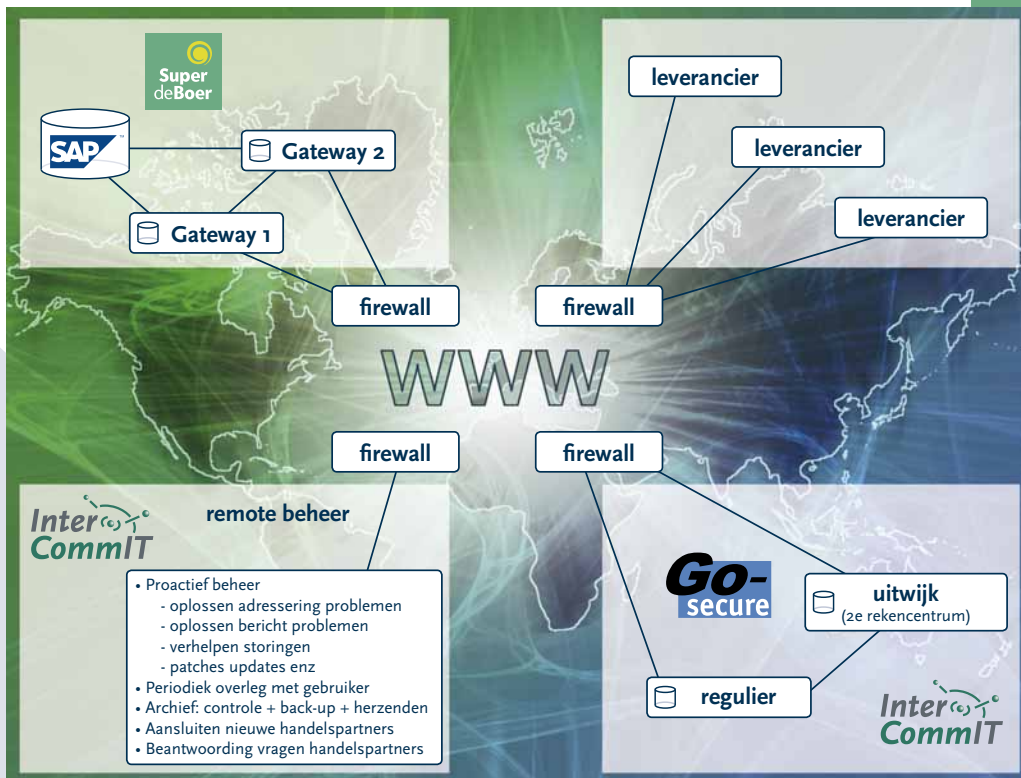 Super
deBoer
SAP
™
Gateway 2
Gateway 1
firewall
leverancier
leverancier
leverancier
firewall
WWW
firewall
firewall
Inter
CommIT
remote beheer
• Proactief beheer
- oplossen adressering problemen
- oplossen bericht problemen
- verhelpen storingen
- patches updates enz
• Periodiek overleg met gebruiker
• Archief: controle + back-up + herzenden
• Aansluiten nieuwe handelspartners
• Beantwoording vragen handelspartners
Go-
secure
uitwijk
(2e rekencentrum)
regulier
Inter
CommIT